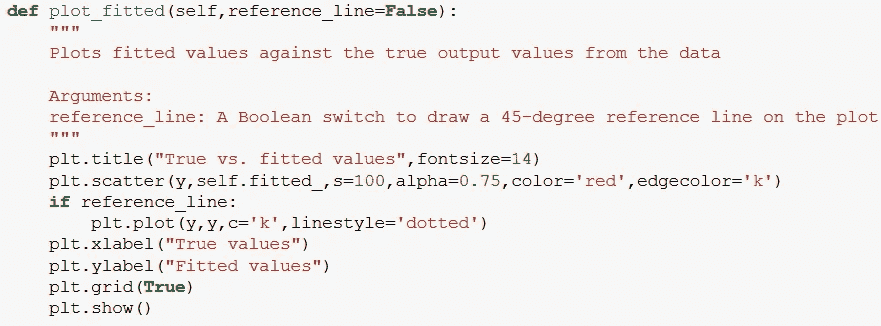 def plot_fitted(self,reference_line=False):
    """
    Plots fitted values against the true output values from the data

    Arguments:
    reference_line: A Boolean switch to draw a 45-degree reference line on the plot
    """
    plt.title("True vs. fitted values",fontsize=14)
    plt.scatter(y,self.fitted_,s=100,alpha=0.75,color='red',edgecolor='k')
    if reference_line:
        plt.plot(y,y,c='k',linestyle='dotted')
    plt.xlabel("True values")
    plt.ylabel("Fitted values")
    plt.grid(True)
    plt.show()